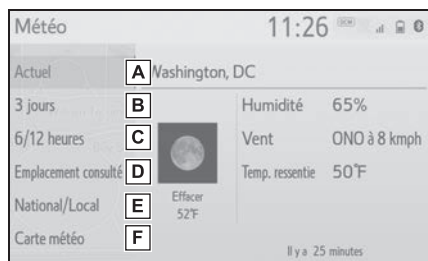 Météo 11:26 DCM
Actuel A Washington, DC
3 jours B Humidité 65%
6/12 heures C Vent ONO à 8 kmph
Emplacement consulté D Temp. ressentie 50°F
Effacer
National/Local E 52°F
Carte météo F
Il y a 25 minutes